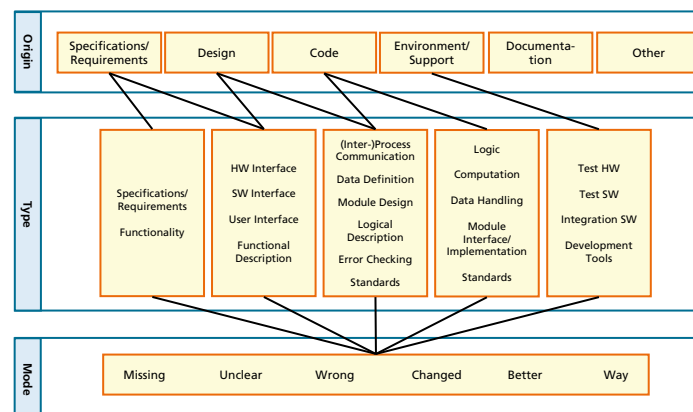 Origin
Specifications/
Requirements
Design
Code
Environment/
Support
Documenta-
tion
Other
Type
Specifications/
Requirements
Functionality
HW Interface
SW Interface
User Interface
Functional
Description
(Inter-)Process
Communication
Data Definition
Module Design
Logical
Description
Error Checking
Standards
Logic
Computation
Data Handling
Module
Interface/
Implementation
Standards
Test HW
Test SW
Integration SW
Development
Tools
Mode
Missing Unclear Wrong Changed Better Way